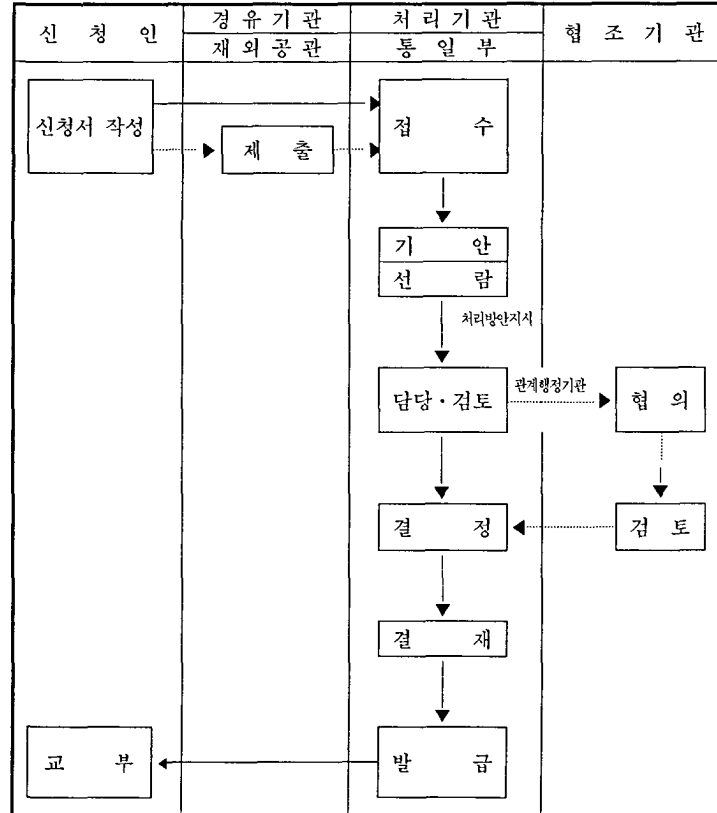 신 청 인
경 유 기 관
재 외 공 관
처 리 기 관
통 일 부
협 조 기 관
신청서 작성
제 출
접 수
기 안
선 람
처리방안지시
담당·검토
관계행정기관
협 의
결 정
검 토
결 재
교 부
발 급